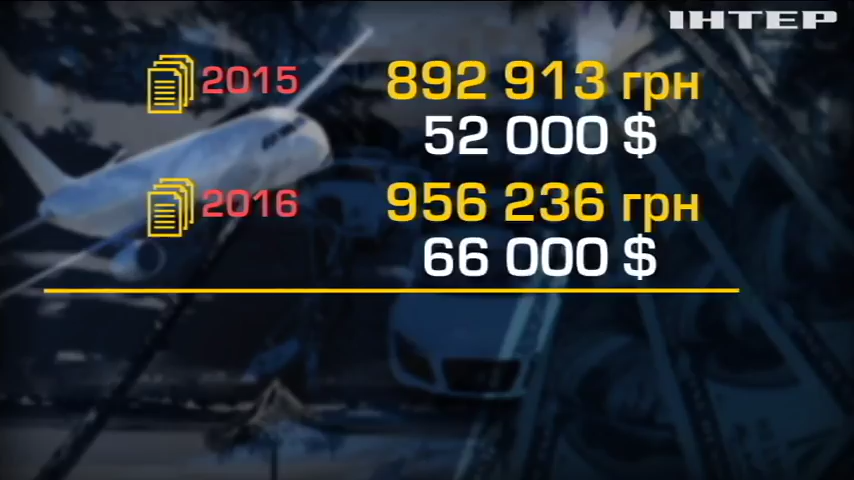 ІНТЕР
2015
892 913 грн
52 000 $
2016
956 236 грн
66 000 $